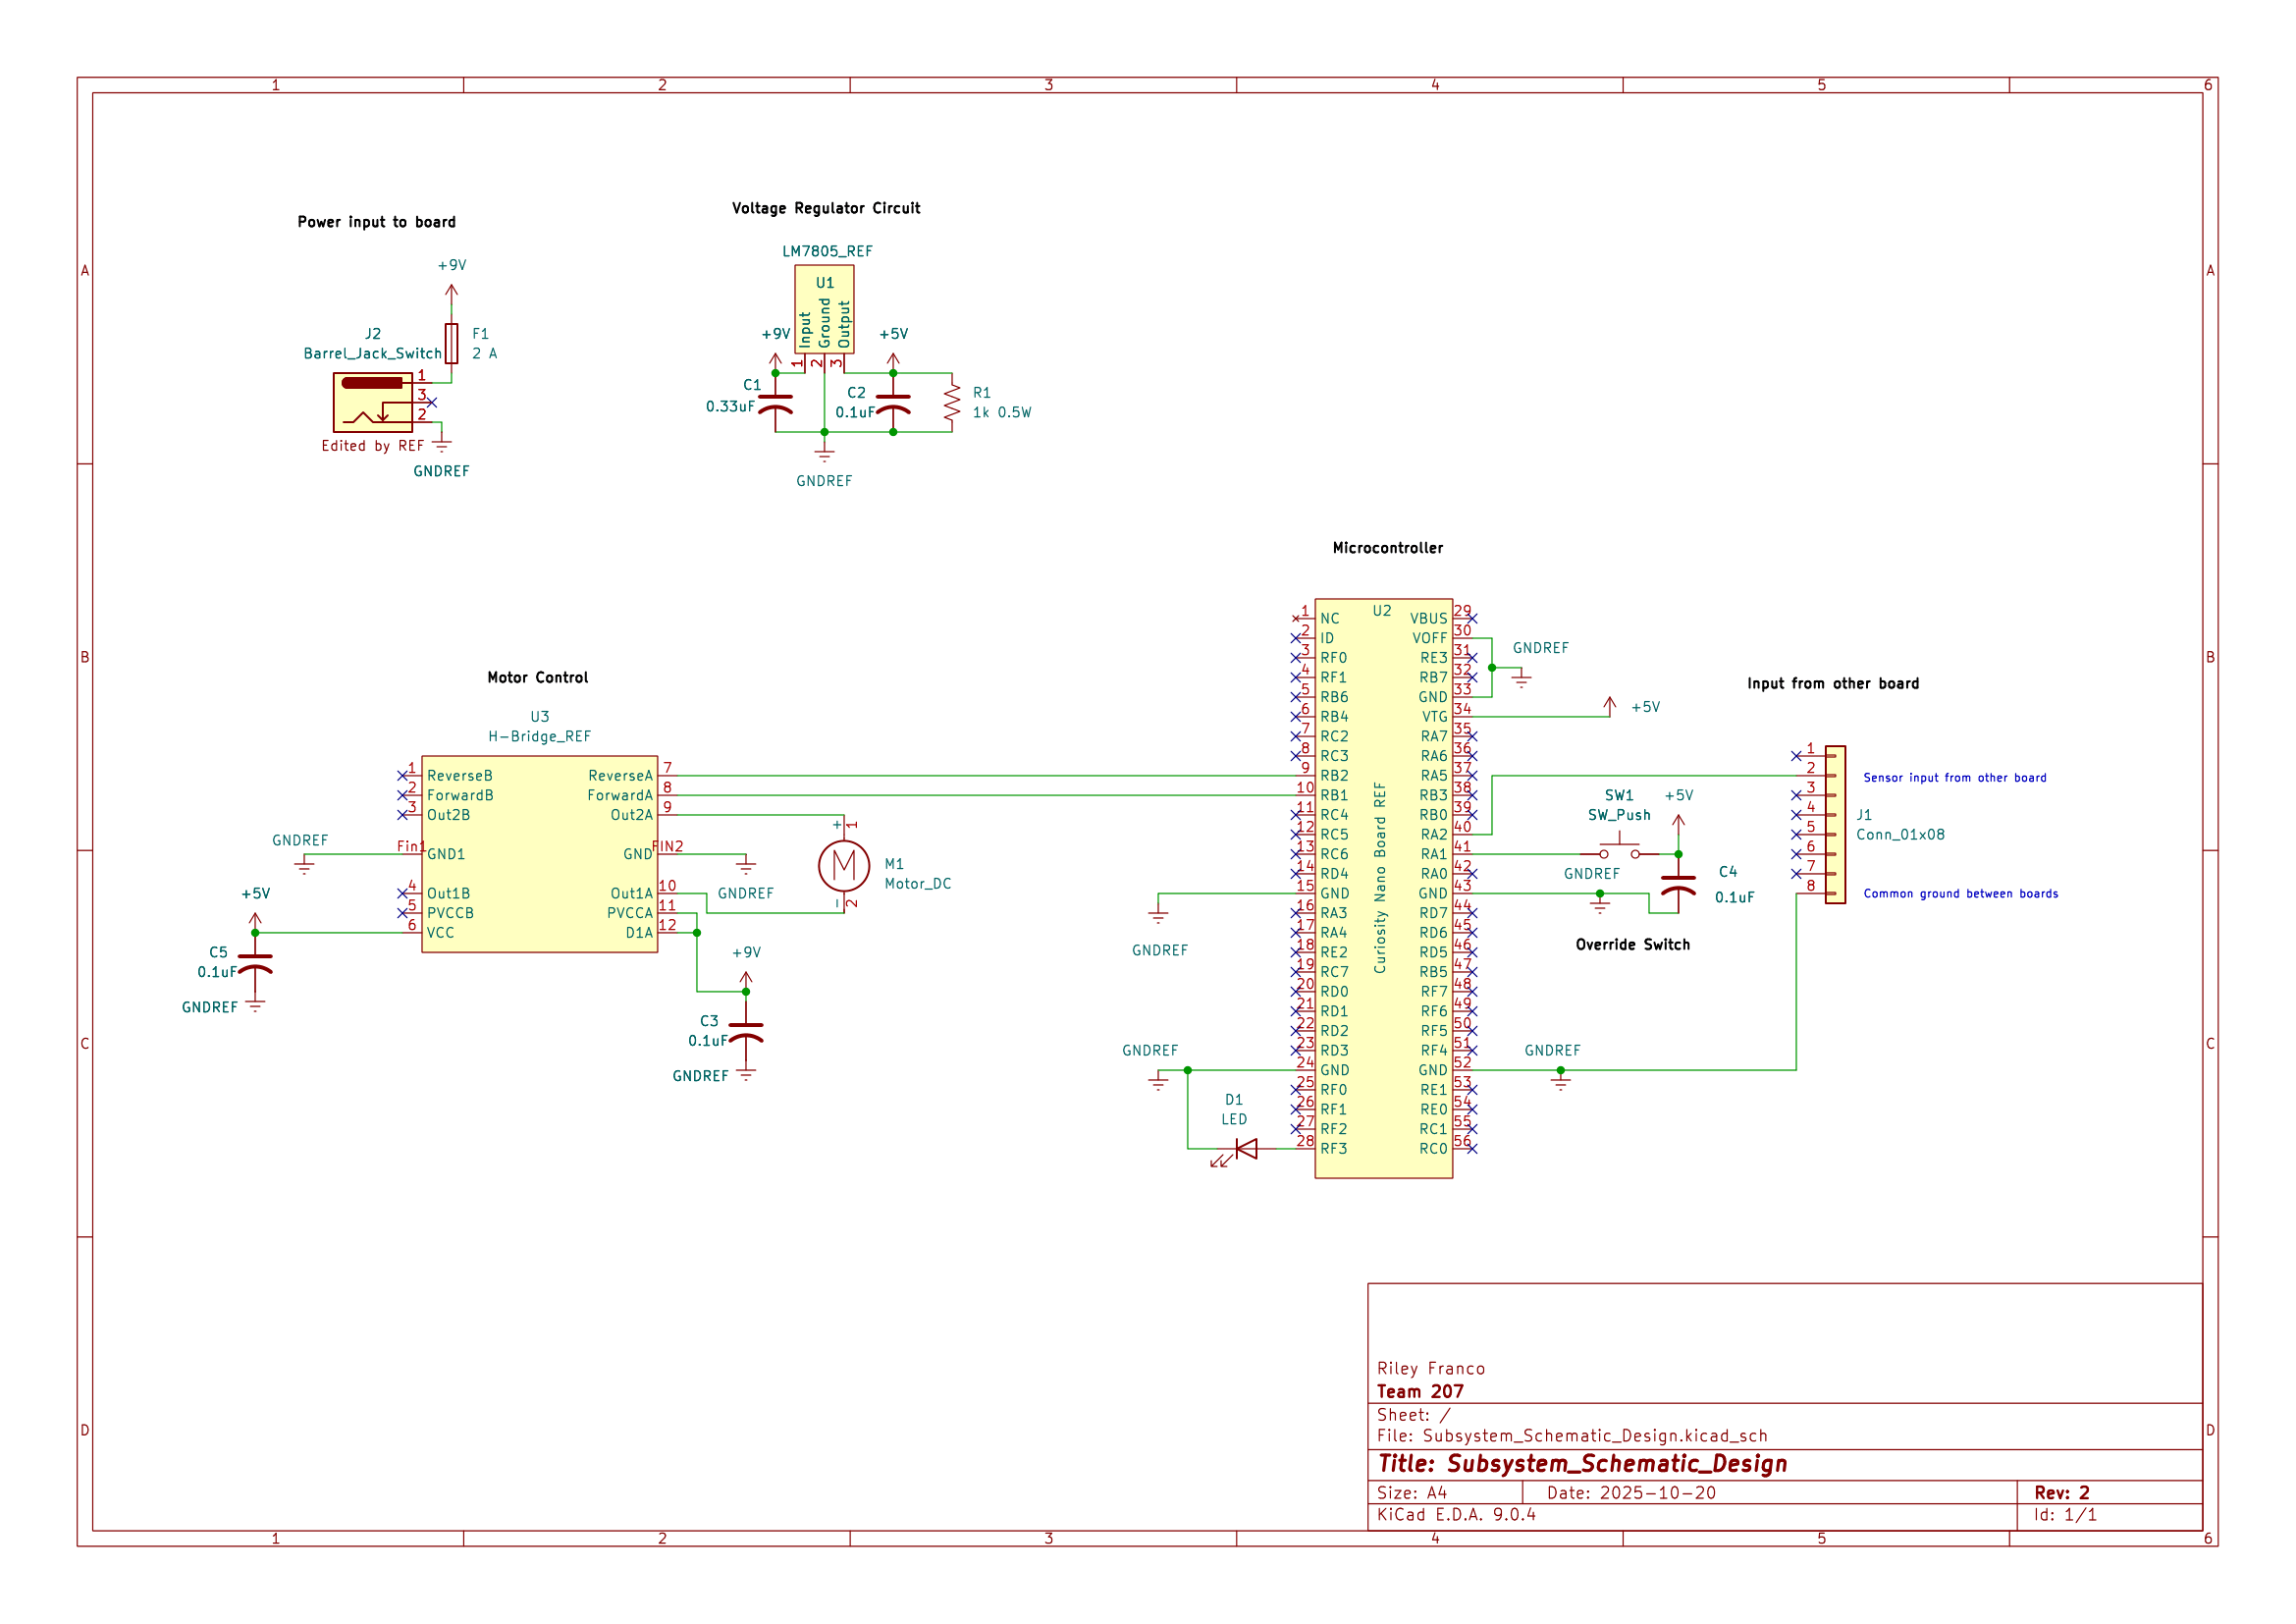 1 2 3 4 5 6
A
B
C
D
A
B
C
D
1 2 3 4 5 6
Power input to board
+9V
J2
Barrel_Jack_Switch
F1
2 A
1
3
2
Edited by REF
GNDREF
Voltage Regulator Circuit
LM7805_REF
U1
Input
Ground
Output
1
2
3
+9V
+5V
C1
0.33uF
C2
0.1uF
R1
1k 0.5W
GNDREF
Motor Control
U3
H-Bridge_REF
1 ReverseB
2 ForwardB
3 Out2B
Fin1 GND1
4 Out1B
5 PVCCB
6 VCC
ReverseA 7
ForwardA 8
Out2A 9
GND FIN2
Out1A 10
PVCCA 11
D1A 12
GNDREF
+5V
C5
0.1uF
GNDREF
GNDREF
+ 1
M
M1
Motor_DC
- 2
+9V
C3
0.1uF
GNDREF
Microcontroller
U2
Curiosity Nano Board REF
1 NC
2 ID
3 RF0
4 RF1
5 RB6
6 RB4
7 RC2
8 RC3
9 RB2
10 RB1
11 RC4
12 RC5
13 RC6
14 RD4
15 GND
16 RA3
17 RA4
18 RE2
19 RC7
20 RD0
21 RD1
22 RD2
23 RD3
24 GND
25 RF0
26 RF1
27 RF2
28 RF3
VBUS 29
VOFF 30
RE3 31
RB7 32
GND 33
VTG 34
RA7 35
RA6 36
RA5 37
RB3 38
RB0 39
RA2 40
RA1 41
RA0 42
GND 43
RD7 44
RD6 45
RD5 46
RB5 47
RF7 48
RF6 49
RF5 50
RF4 51
GND 52
RE1 53
RE0 54
RC1 55
RC0 56
GNDREF
+5V
GNDREF
GNDREF
D1
LED
SW1
SW_Push
+5V
GNDREF
C4
0.1uF
Override Switch
GNDREF
Input from other board
1
2
3
4
5
6
7
8
Sensor input from other board
J1
Conn_01x08
Common ground between boards
Riley Franco
Team 207
Sheet: /
File: Subsystem_Schematic_Design.kicad_sch
Title: Subsystem_Schematic_Design
Size: A4 Date: 2025-10-20 Rev: 2
KiCad E.D.A. 9.0.4 Id: 1/1